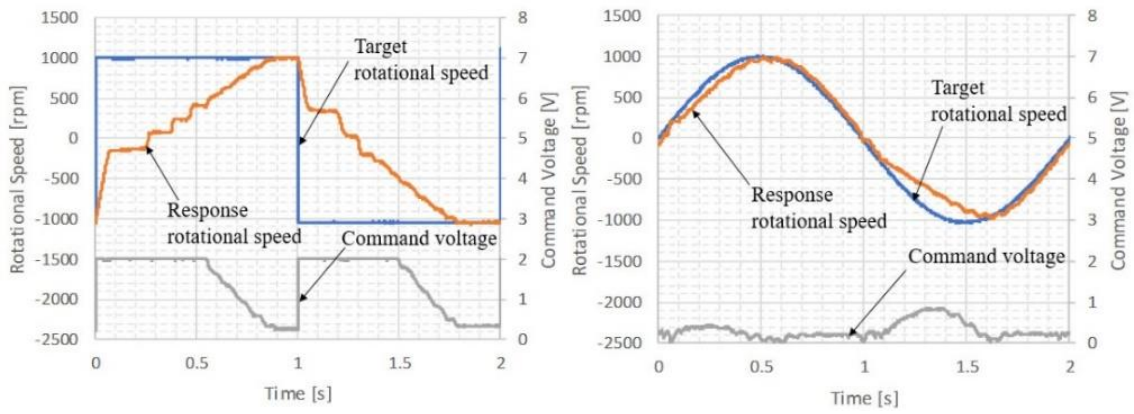 1500
1000
500
0
-500
-1000
-1500
-2000
-2500
Rotational Speed [rpm]
8
7
6
5
4
3
2
1
0
Command Voltage [V]
Target
rotational speed
Response
rotational speed
Command voltage
0
0.5
1
1.5
2
Time [s]
1500
1000
500
0
-500
-1000
-1500
-2000
-2500
Rotational Speed [rpm]
8
7
6
5
4
3
2
1
0
Command Voltage [V]
Target
rotational speed
Response
rotational speed
Command voltage
0
0.5
1
1.5
2
Time [s]